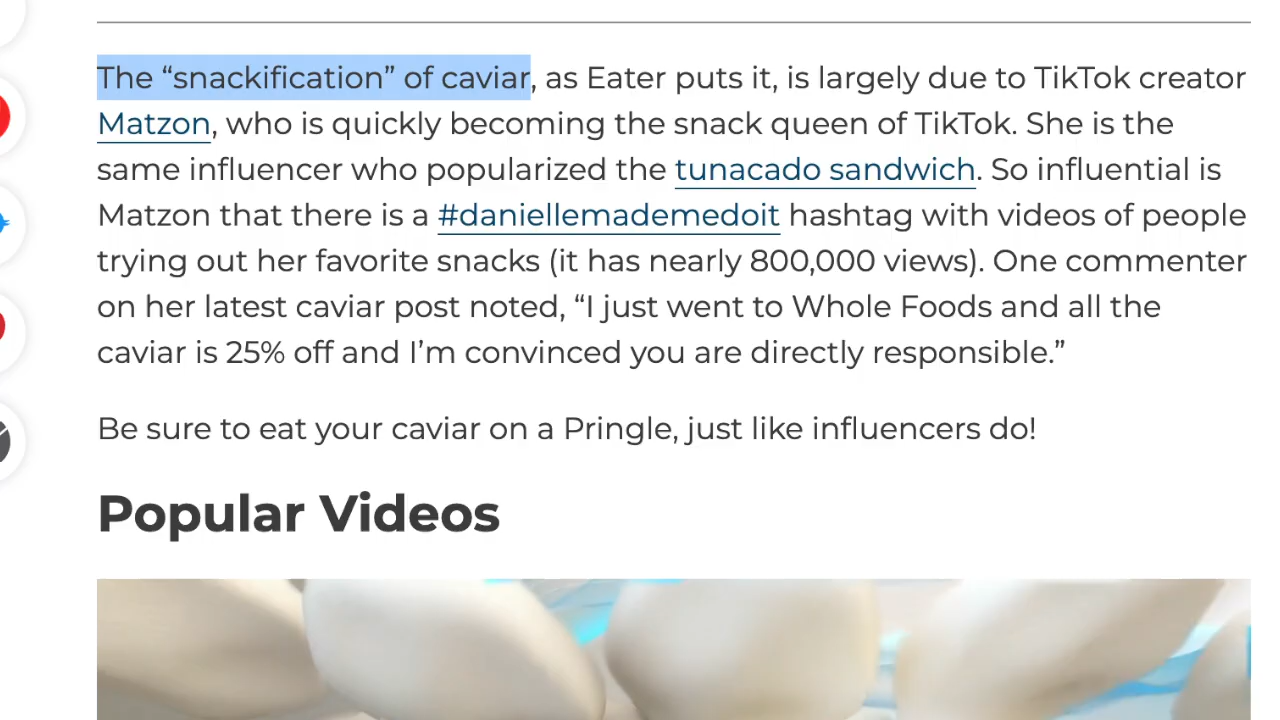 The “snackification” of caviar, as Eater puts it, is largely due to TikTok creator
Matzon, who is quickly becoming the snack queen of TikTok. She is the
same influencer who popularized the tunacado sandwich. So influential is
Matzon that there is a #daniellemademedoit hashtag with videos of people
trying out her favorite snacks (it has nearly 800,000 views). One commenter
on her latest caviar post noted, “I just went to Whole Foods and all the
caviar is 25% off and I’m convinced you are directly responsible.”
Be sure to eat your caviar on a Pringle, just like influencers do!
Popular Videos